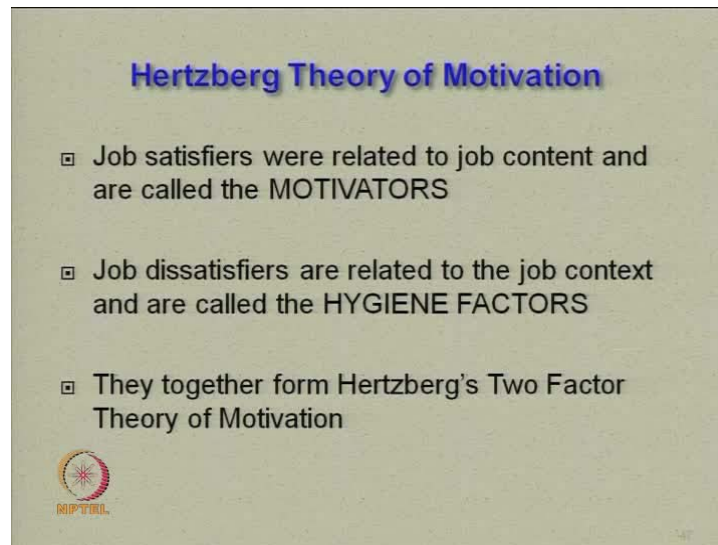 Hertzberg Theory of Motivation
Job satisfiers were related to job content and
are called the MOTIVATORS
Job dissatisfiers are related to the job context
and are called the HYGIENE FACTORS
They together form Hertzberg's Two Factor
Theory of Motivation
NPTEL